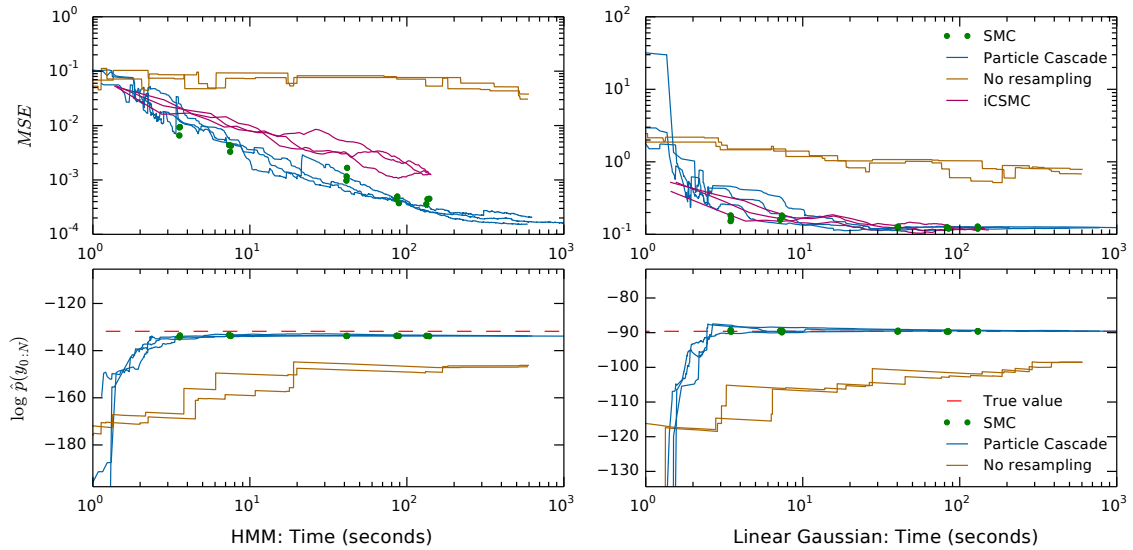 10^0
10^-1
10^-2
10^-3
10^-4
MSE
10^0
10^1
10^2
10^3
10^2
10^1
10^0
10^-1
10^0
10^1
10^2
10^3
SMC
Particle Cascade
No resampling
iCSMC
−120
−140
−160
−180
log p̂(y0:N)
10^0
10^1
10^2
10^3
HMM: Time (seconds)
−80
−90
−100
−110
−120
−130
10^0
10^1
10^2
10^3
True value
SMC
Particle Cascade
No resampling
Linear Gaussian: Time (seconds)